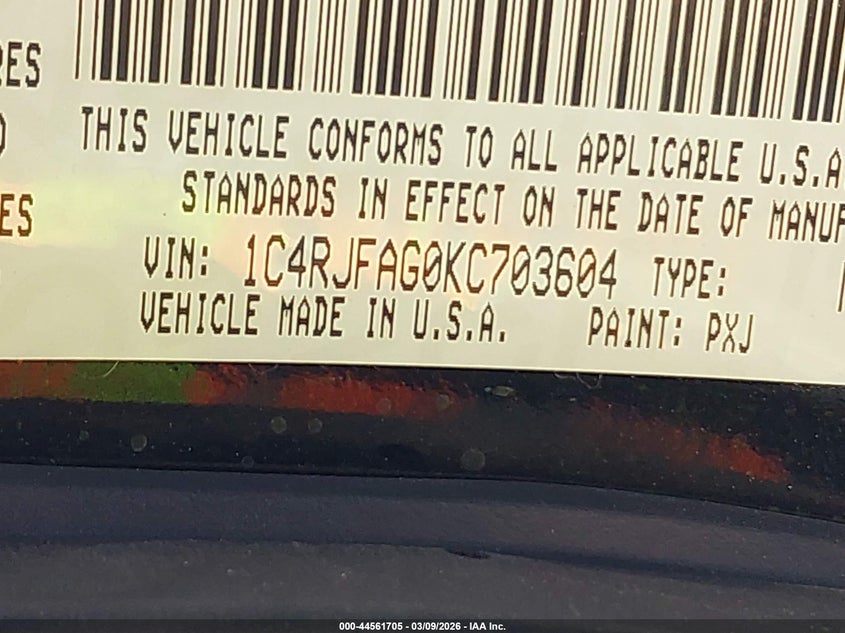 RES
THIS VEHICLE CONFORMS TO ALL APPLICABLE U.S.A
STANDARDS IN EFFECT ON THE DATE OF MANUF
ES
VIN: 1C4RJFAG0KC703604 TYPE:
VEHICLE MADE IN U.S.A. PAINT: PXJ
000-44561705 - 03/09/2026 - IAA Inc.